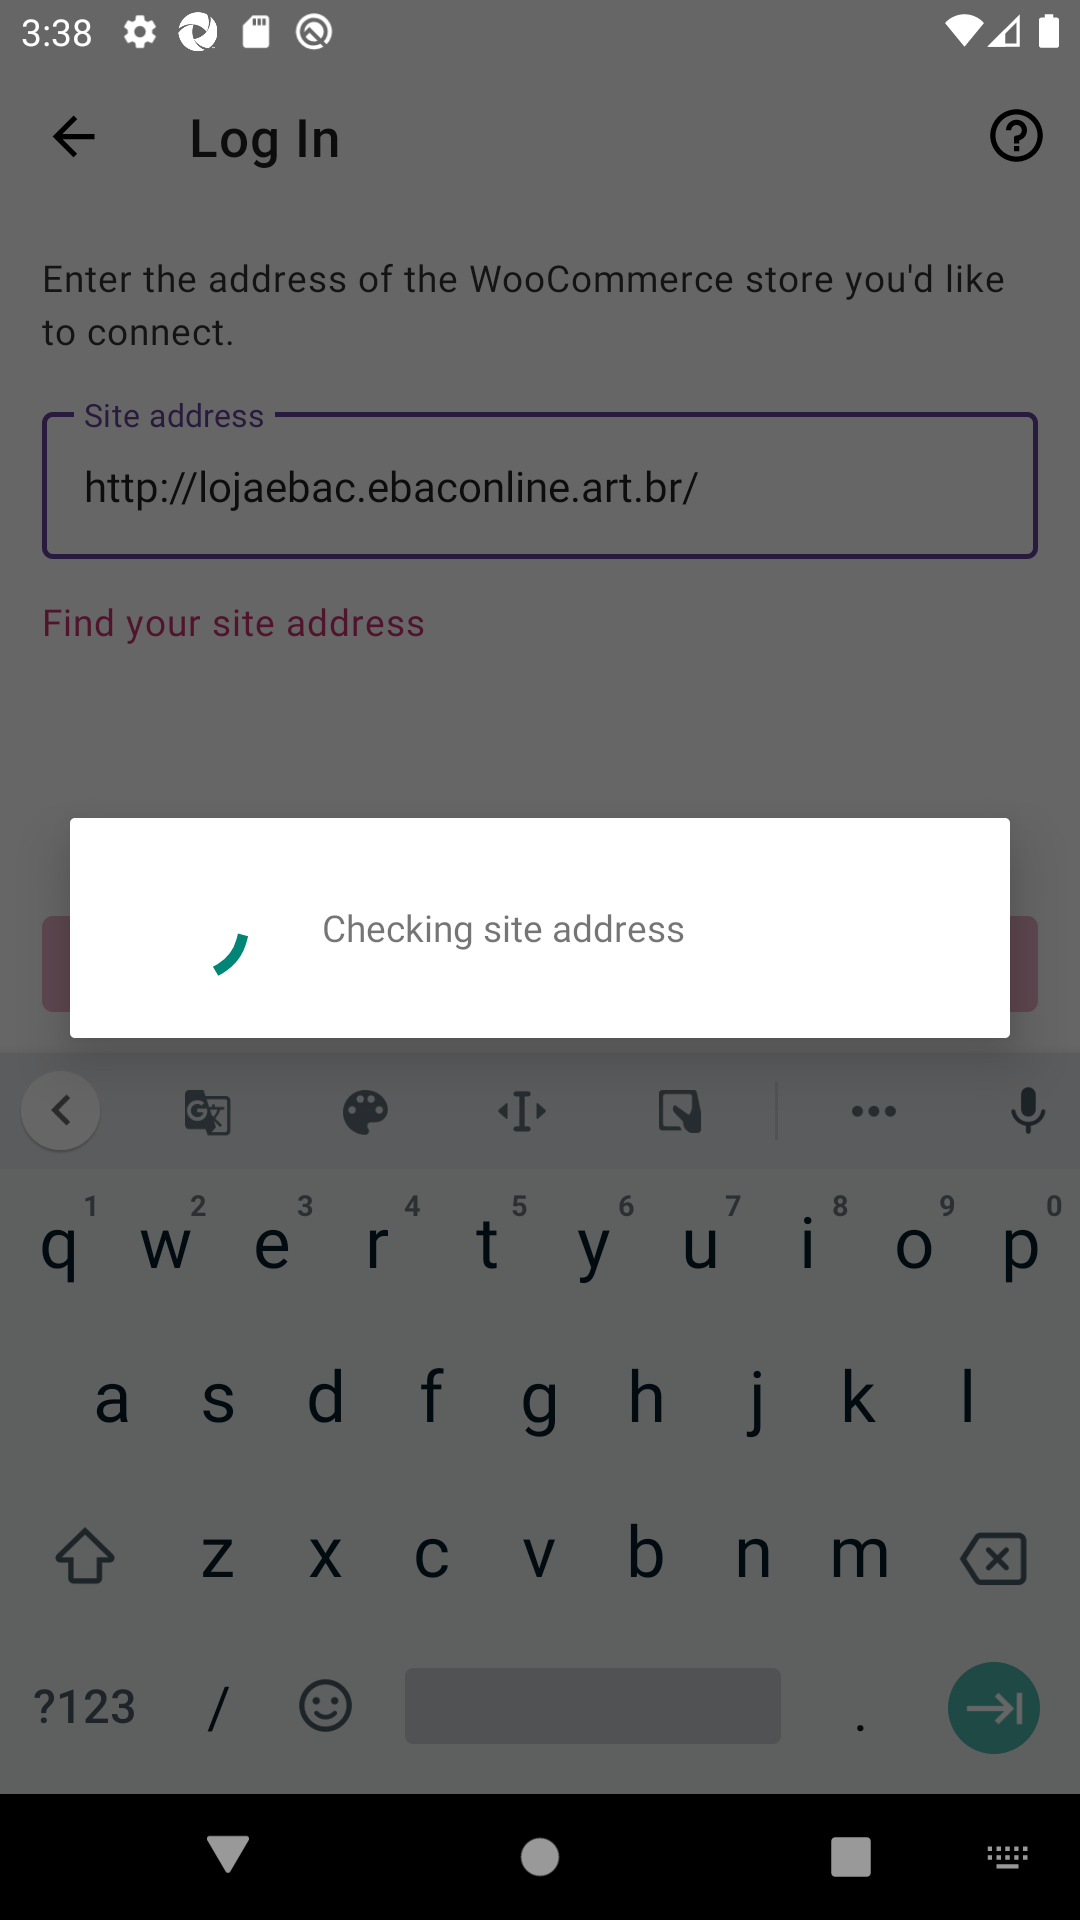 3:38
Log In
Enter the address of the WooCommerce store you'd like
to connect.
Site address
http://lojaebac.ebaconline.art.br/
Find your site address
Checking site address
1 2 3 4 5 6 7 8 9 0
q w e r t y u i o p
a s d f g h j k l
z x c v b n m
?123 / .